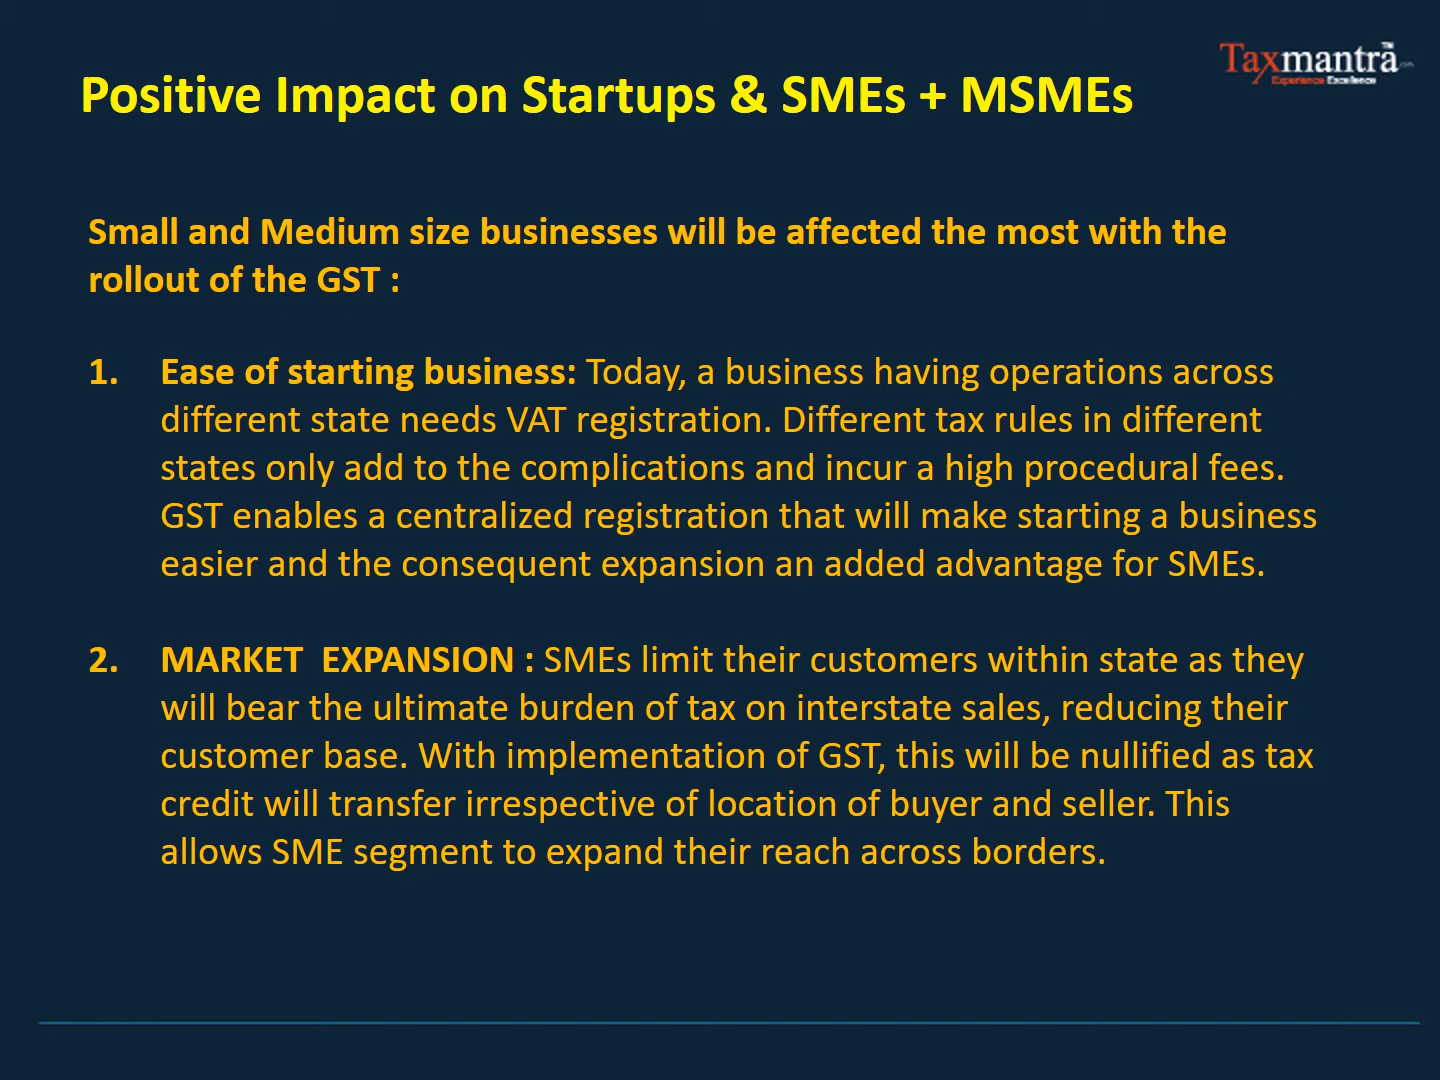 Positive Impact on Startups & SMEs + MSMEs
Taxmantra™.com
Experience Excellence
Small and Medium size businesses will be affected the most with the
rollout of the GST :
1. Ease of starting business: Today, a business having operations across
different state needs VAT registration. Different tax rules in different
states only add to the complications and incur a high procedural fees.
GST enables a centralized registration that will make starting a business
easier and the consequent expansion an added advantage for SMEs.
2. MARKET  EXPANSION : SMEs limit their customers within state as they
will bear the ultimate burden of tax on interstate sales, reducing their
customer base. With implementation of GST, this will be nullified as tax
credit will transfer irrespective of location of buyer and seller. This
allows SME segment to expand their reach across borders.